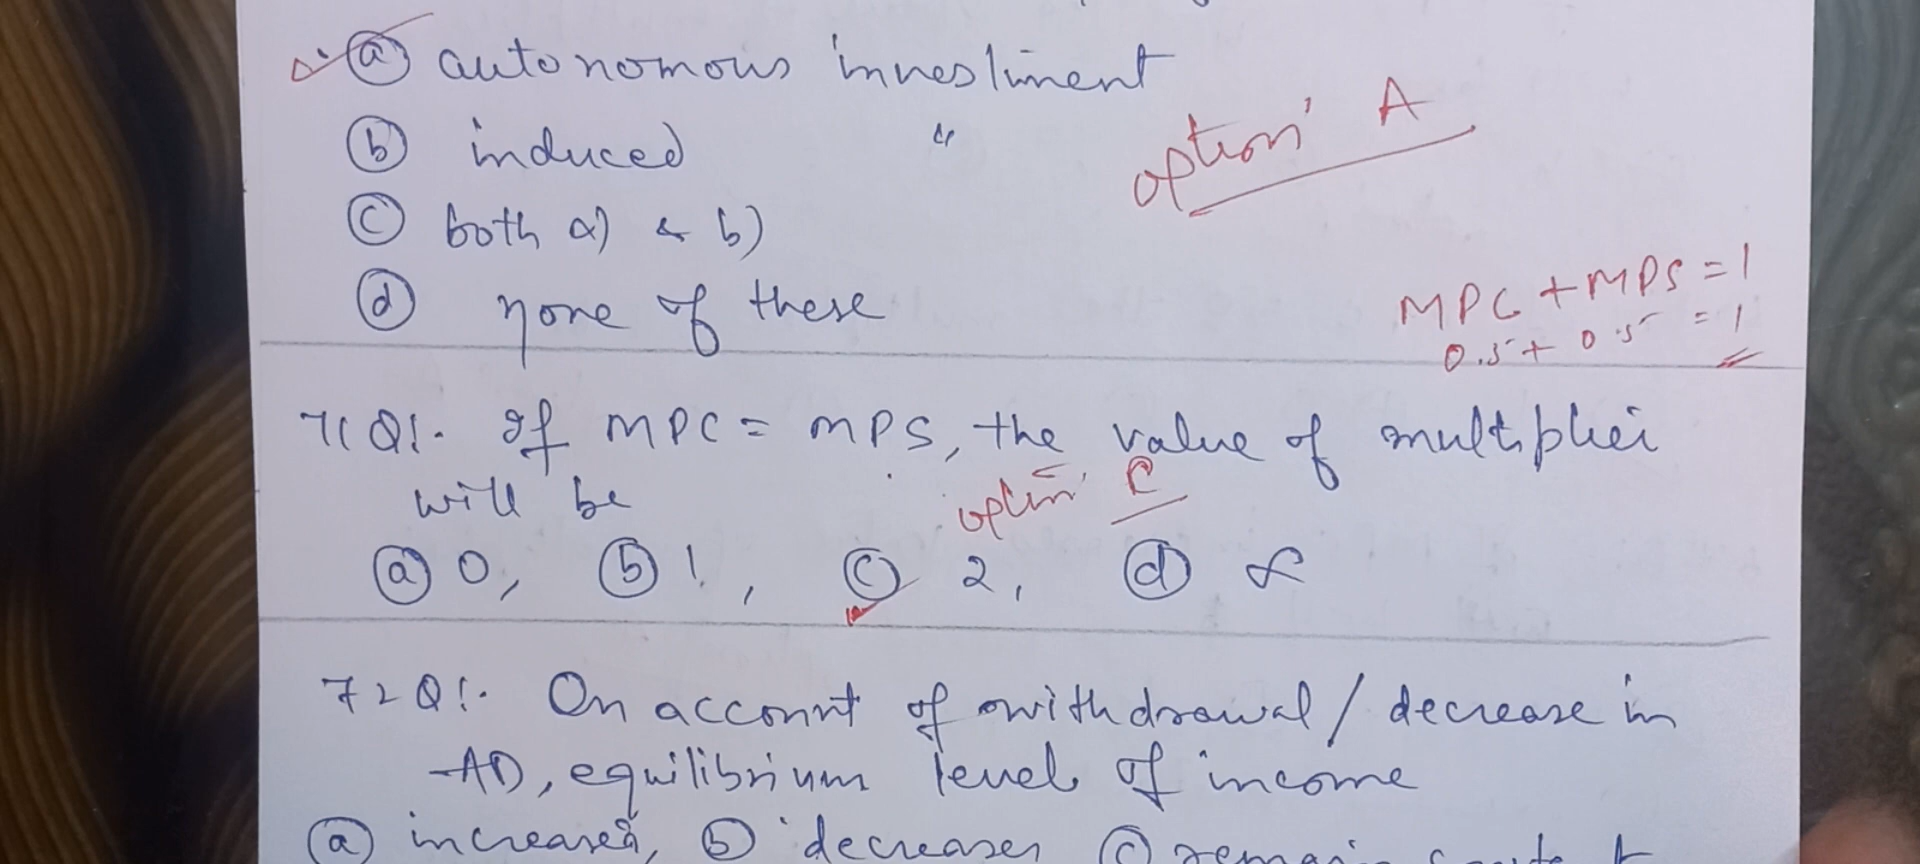 (a) autonomous investment
(b) induced "
(c) both a) & b)
(d) none of these
option A
MPC + MPS = 1
0.5 + 0.5 = 1
71Q:- If MPC = MPS, the value of multiplier
will be
option C
(a) 0, (b) 1, (c) 2, (d) ∞
72Q:- On account of withdrawal / decrease in
AD, equilibrium level of income
(a) increases, (b) decreases (c)